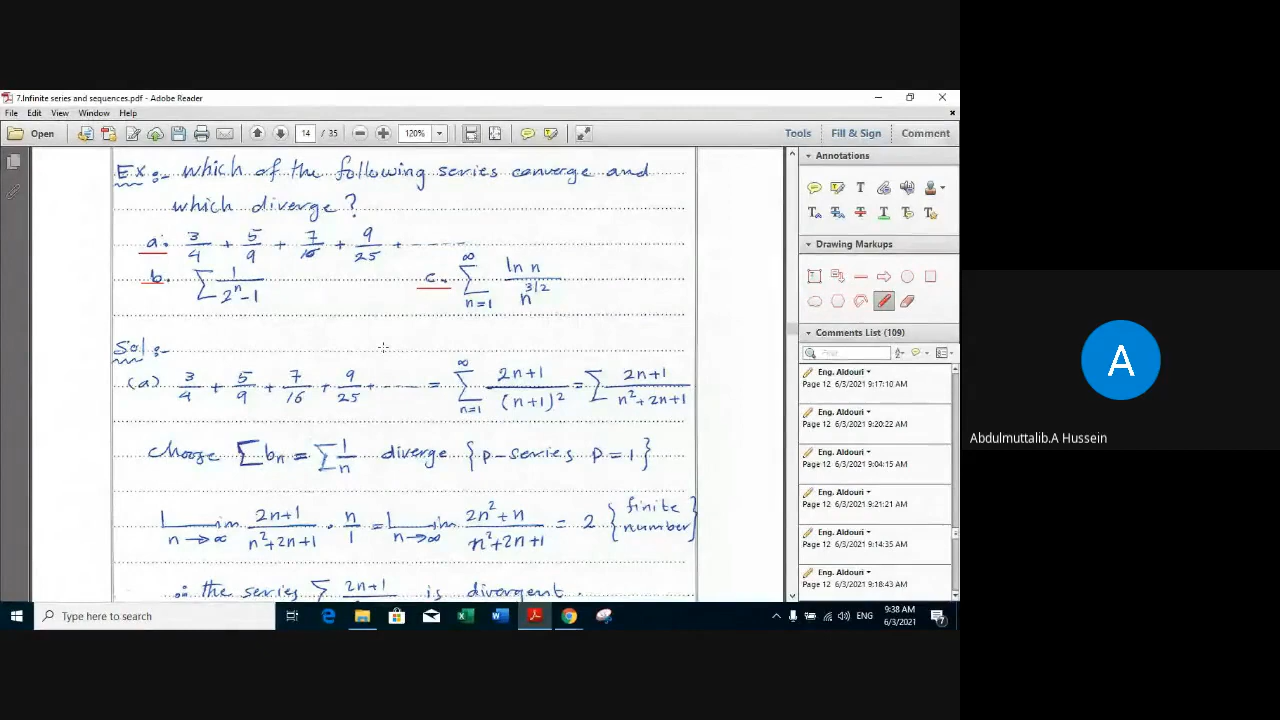 7.Infinite series and sequences.pdf - Adobe Reader
File Edit View Window Help
Open 14 / 35 120% Tools Fill & Sign Comment
Ex:- which of the following series converge and
which diverge?
a: 3/4 + 5/9 + 7/16 + 9/25 + -----
b. ∑ 1/(2^n - 1) c. ∑_{n=1}^{∞} ln n / n^{3/2}
Sol:-
(a) 3/4 + 5/9 + 7/16 + 9/25 + ----- = ∑_{n=1}^{∞} (2n+1)/(n+1)^2 = ∑ (2n+1)/(n^2+2n+1)
choose ∑ bn = ∑ 1/n diverge {p-series p=1}
Lim_{n→∞} (2n+1)/(n^2+2n+1) · n/1 = Lim_{n→∞} (2n^2+n)/(n^2+2n+1) = 2 {finite number}
∴ the series ∑ 2n+1 is divergent.
Annotations
Drawing Markups
Comments List (109)
Find
Eng. Aldouri
Page 12 6/3/2021 9:17:10 AM
Eng. Aldouri
Page 12 6/3/2021 9:20:22 AM
Eng. Aldouri
Page 12 6/3/2021 9:04:15 AM
Eng. Aldouri
Page 12 6/3/2021 9:21:21 AM
Eng. Aldouri
Page 12 6/3/2021 9:14:35 AM
Eng. Aldouri
Page 12 6/3/2021 9:18:43 AM
A
Abdulmuttalib.A Hussein
Type here to search
ENG
9:38 AM
6/3/2021